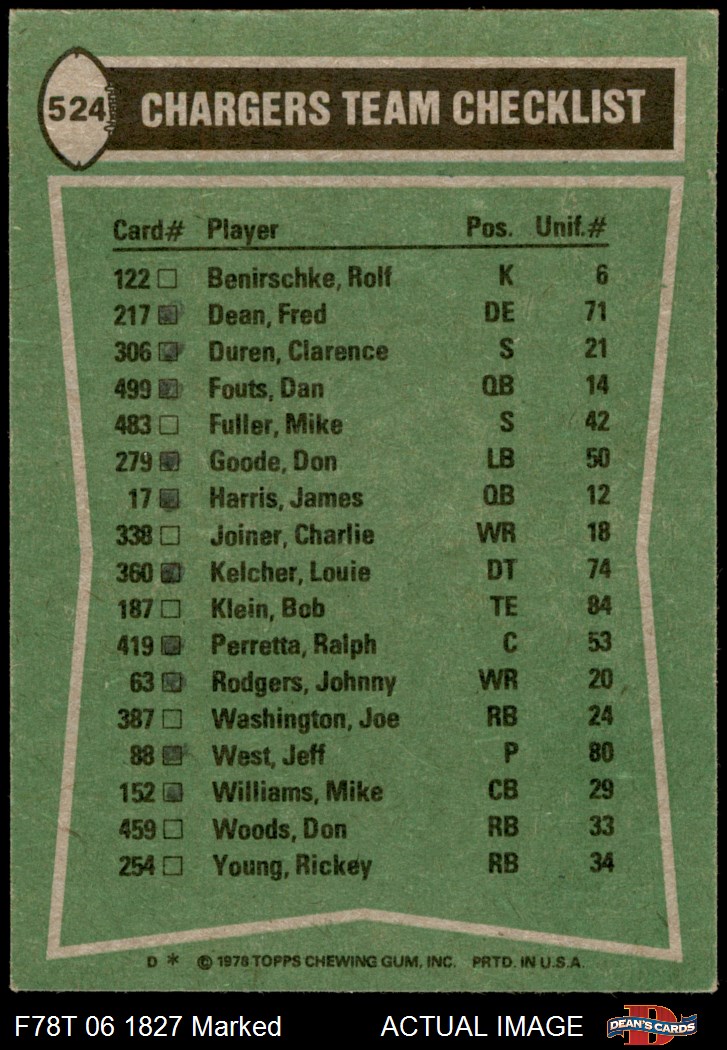 524 CHARGERS TEAM CHECKLIST
Card# Player Pos. Unif.#
122 Benirschke, Rolf K 6
217 Dean, Fred DE 71
306 Duren, Clarence S 21
499 Fouts, Dan QB 14
483 Fuller, Mike S 42
279 Goode, Don LB 50
17 Harris, James QB 12
338 Joiner, Charlie WR 18
360 Kelcher, Louie DT 74
187 Klein, Bob TE 84
419 Perretta, Ralph C 53
63 Rodgers, Johnny WR 20
387 Washington, Joe RB 24
88 West, Jeff P 80
152 Williams, Mike CB 29
459 Woods, Don RB 33
254 Young, Rickey RB 34
D * © 1978 TOPPS CHEWING GUM, INC. PRTD. IN U.S.A.
F78T 06 1827 Marked ACTUAL IMAGE DEAN'S CARDS